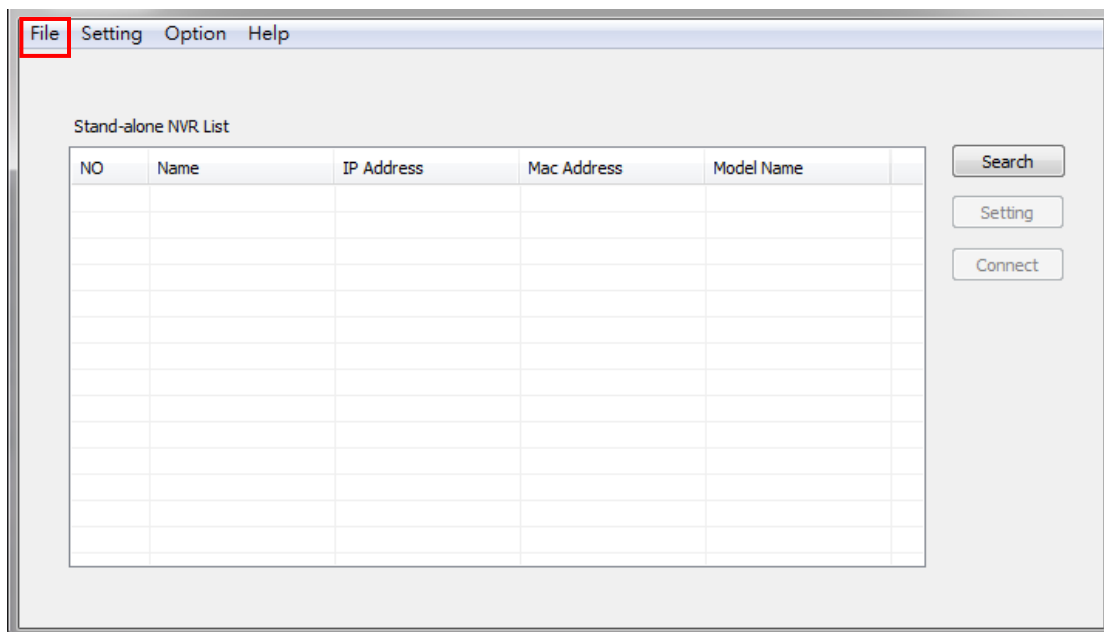 File Setting Option Help
Stand-alone NVR List
NO Name IP Address Mac Address Model Name
Search
Setting
Connect